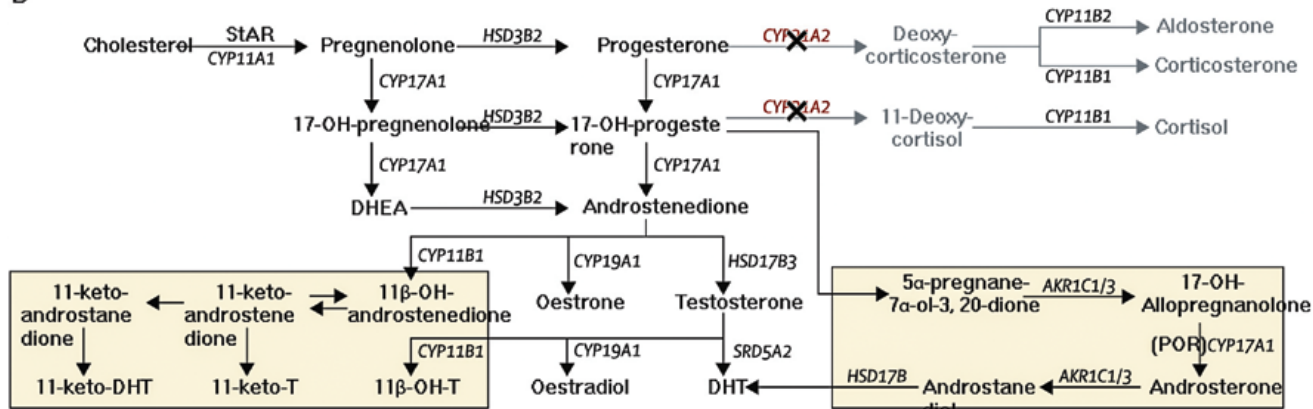 Cholesterol
StAR
CYP11A1
Pregnenolone
HSD3B2
Progesterone
CYP21A2
Deoxy-
corticosterone
CYP11B2
Aldosterone
CYP11B1
Corticosterone
CYP17A1
CYP17A1
17-OH-pregnenolone
HSD3B2
17-OH-progeste
rone
CYP21A2
11-Deoxy-
cortisol
CYP11B1
Cortisol
CYP17A1
CYP17A1
DHEA
HSD3B2
Androstenedione
CYP11B1
CYP19A1
HSD17B3
11-keto-
androstane
dione
11-keto-
androstene
dione
11β-OH-
androstenedione
Oestrone
Testosterone
5α-pregnane-
7α-ol-3, 20-dione
AKR1C1/3
17-OH-
Allopregnanolone
CYP11B1
CYP19A1
SRD5A2
(POR)
CYP17A1
11-keto-DHT
11-keto-T
11β-OH-T
Oestradiol
DHT
HSD17B
Androstane
AKR1C1/3
Androsterone